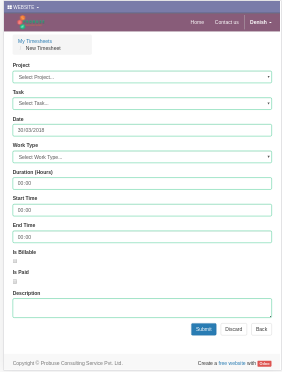 WEBSITE
Home Contact us Denish
My Timesheets
New Timesheet
Project
Select Project...
Task
Select Task...
Date
30/03/2018
Work Type
Select Work Type...
Duration (Hours)
00:00
Start Time
00:00
End Time
00:00
Is Billable
Is Paid
Description
Submit Discard Back
Copyright © Probuse Consulting Service Pvt. Ltd. Create a free website with Odoo